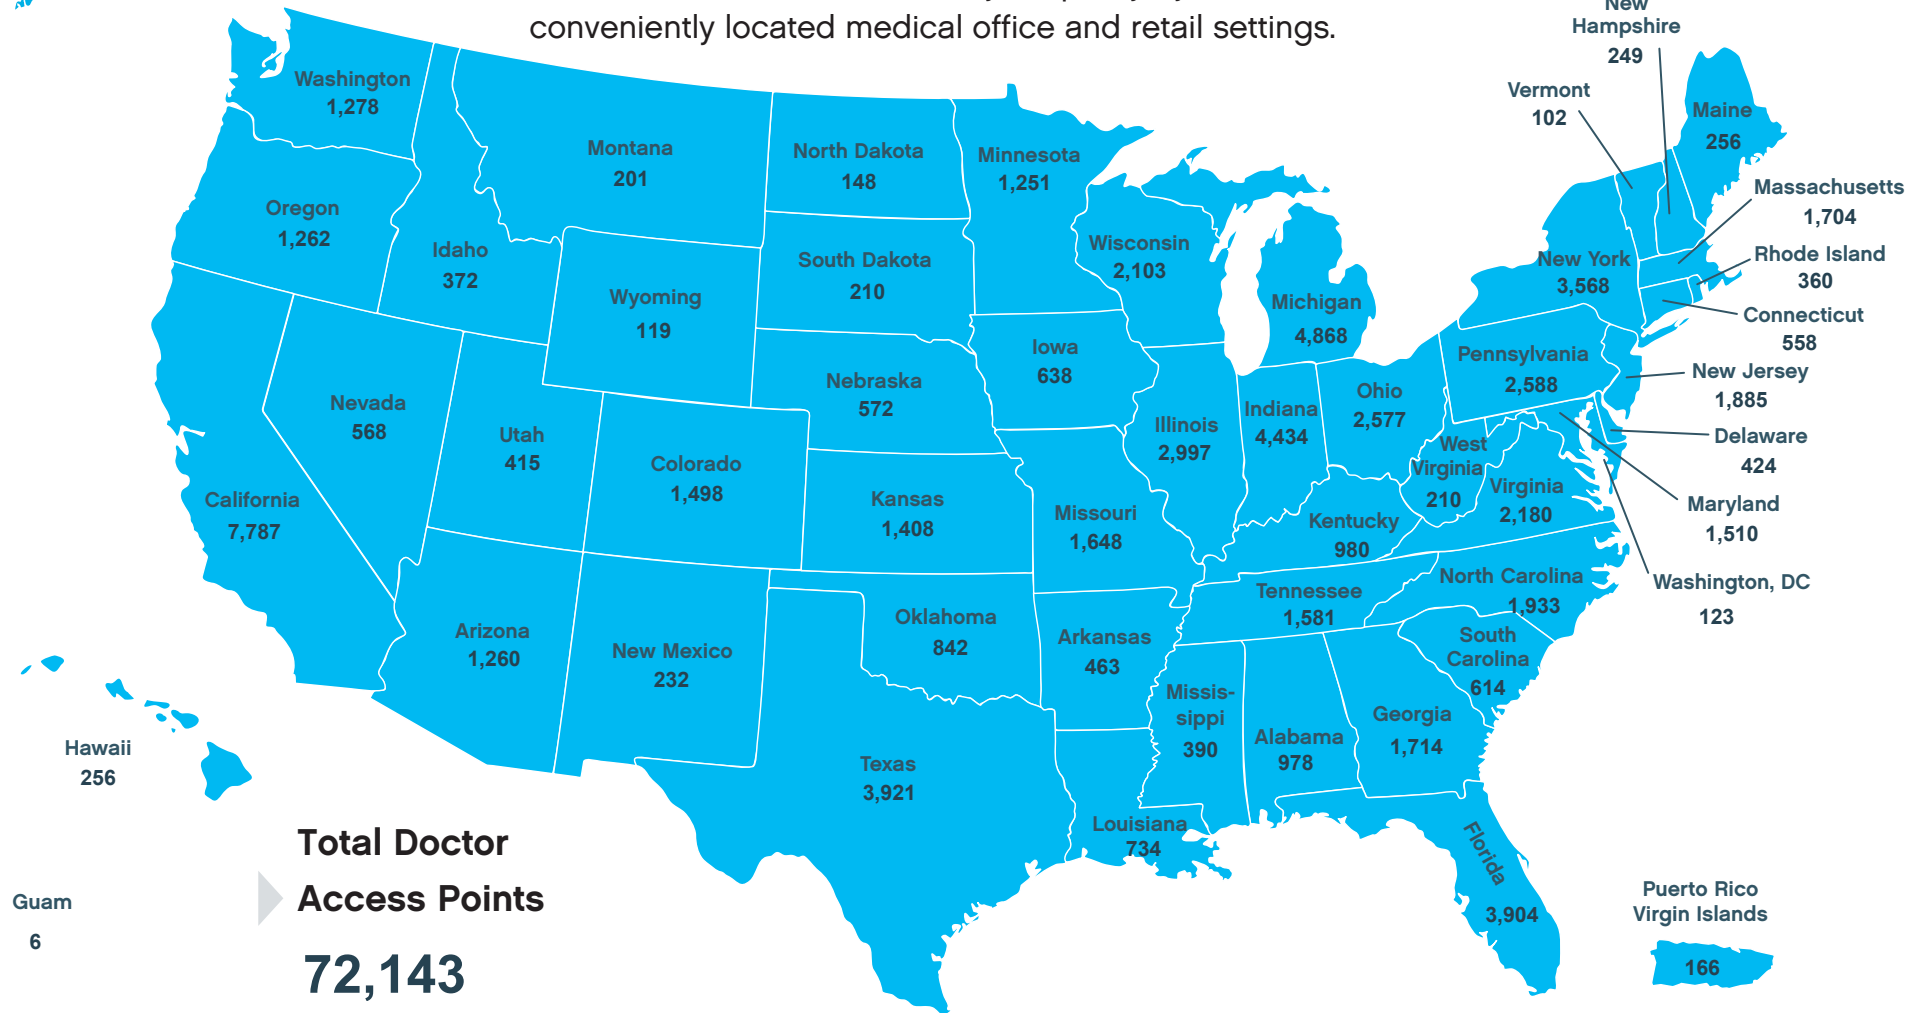 conveniently located medical office and retail settings.
New
Hampshire
249
Vermont
102
Maine
256
Massachusetts
1,704
Rhode Island
360
Connecticut
558
New Jersey
1,885
Delaware
424
Maryland
1,510
Washington, DC
123
Washington
1,278
Oregon
1,262
Idaho
372
Montana
201
North Dakota
148
Minnesota
1,251
Wisconsin
2,103
Michigan
4,868
New York
3,568
South Dakota
210
Wyoming
119
Iowa
638
Pennsylvania
2,588
Nebraska
572
Nevada
568
Utah
415
Colorado
1,498
Illinois
2,997
Indiana
4,434
Ohio
2,577
West
Virginia
210
Virginia
2,180
California
7,787
Kansas
1,408
Missouri
1,648
Kentucky
980
North Carolina
1,933
Tennessee
1,581
South
Carolina
614
Arizona
1,260
New Mexico
232
Oklahoma
842
Arkansas
463
Missis-
sippi
390
Alabama
978
Georgia
1,714
Texas
3,921
Louisiana
734
Florida
3,904
Hawaii
256
Guam
6
Total Doctor
Access Points
72,143
Puerto Rico
Virgin Islands
166